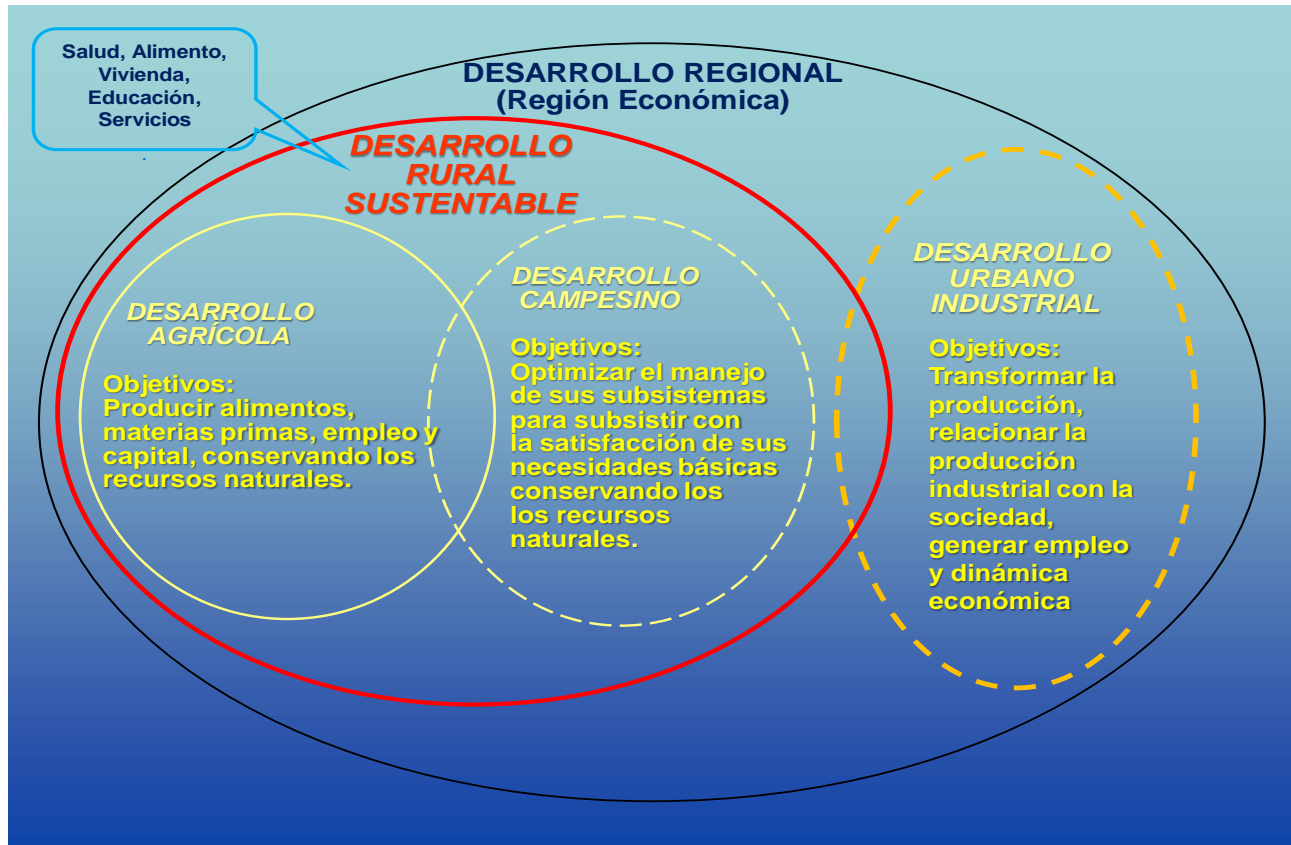 Salud, Alimento,
Vivienda,
Educación,
Servicios
.
DESARROLLO REGIONAL
(Región Económica)
DESARROLLO
RURAL
SUSTENTABLE
DESARROLLO
AGRÍCOLA
Objetivos:
Producir alimentos,
materias primas, empleo y
capital, conservando los
recursos naturales.
DESARROLLO
CAMPESINO
Objetivos:
Optimizar el manejo
de sus subsistemas
para subsistir con
la satisfacción de sus
necesidades básicas
conservando los
los recursos
naturales.
DESARROLLO
URBANO
INDUSTRIAL
Objetivos:
Transformar la
producción,
relacionar la
producción
industrial con la
sociedad,
generar empleo
y dinámica
económica